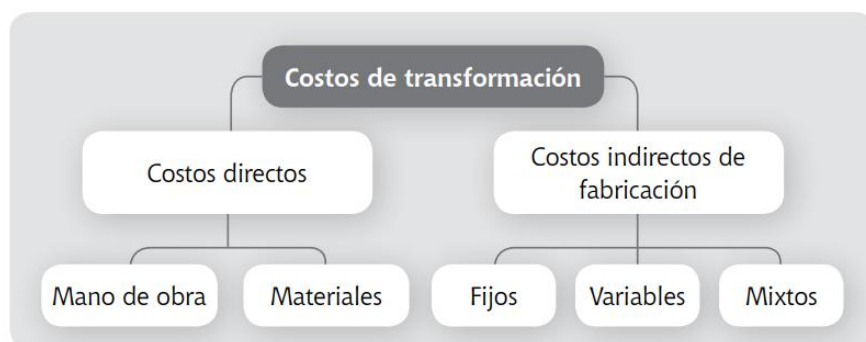 Costos de transformación
Costos directos
Costos indirectos de
fabricación
Mano de obra
Materiales
Fijos
Variables
Mixtos